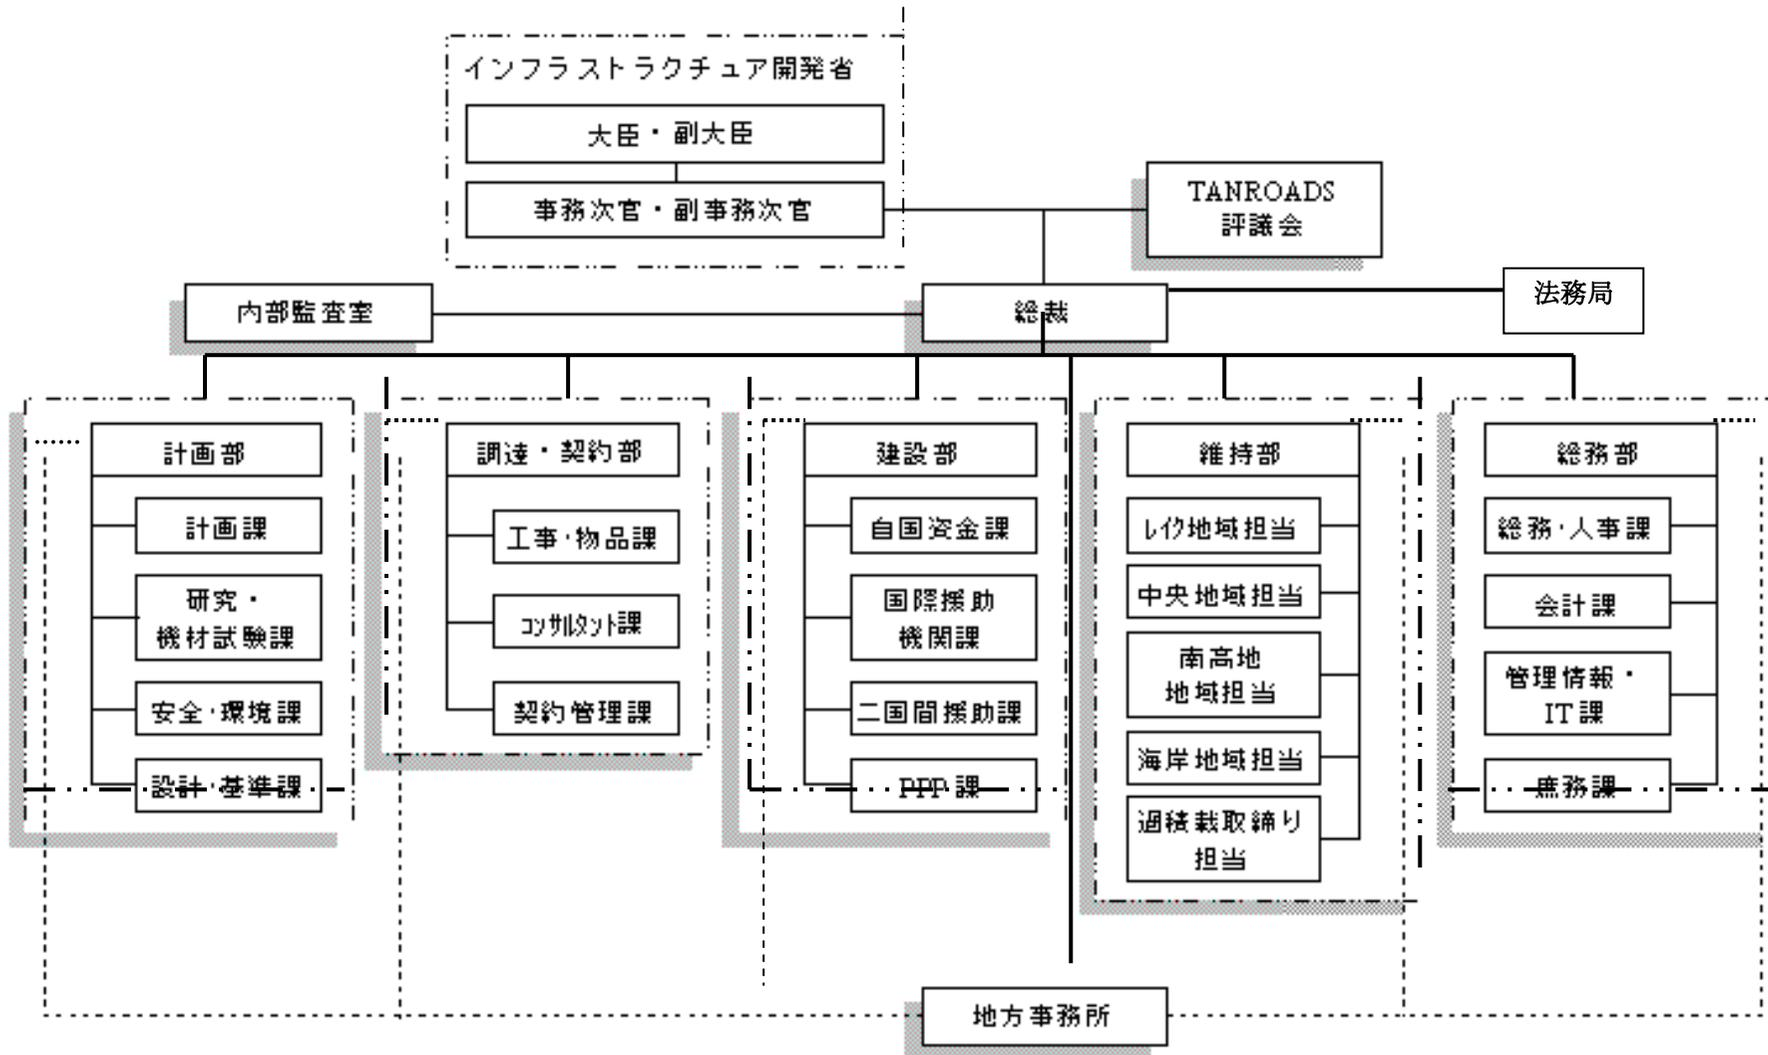 インフラストラクチュア開発省
大臣・副大臣
事務次官・副事務次官
TANROADS
評議会
内部監査室
総裁
法務局
計画部
計画課
研究・
機材試験課
安全・環境課
設計・基準課
調達・契約部
工事・物品課
コンサルタント課
契約管理課
建設部
自国資金課
国際援助
機関課
二国間援助課
PPP課
維持部
レイク地域担当
中央地域担当
南高地
地域担当
海岸地域担当
過積載取締り
担当
総務部
総務・人事課
会計課
管理情報・
IT課
庶務課
地方事務所